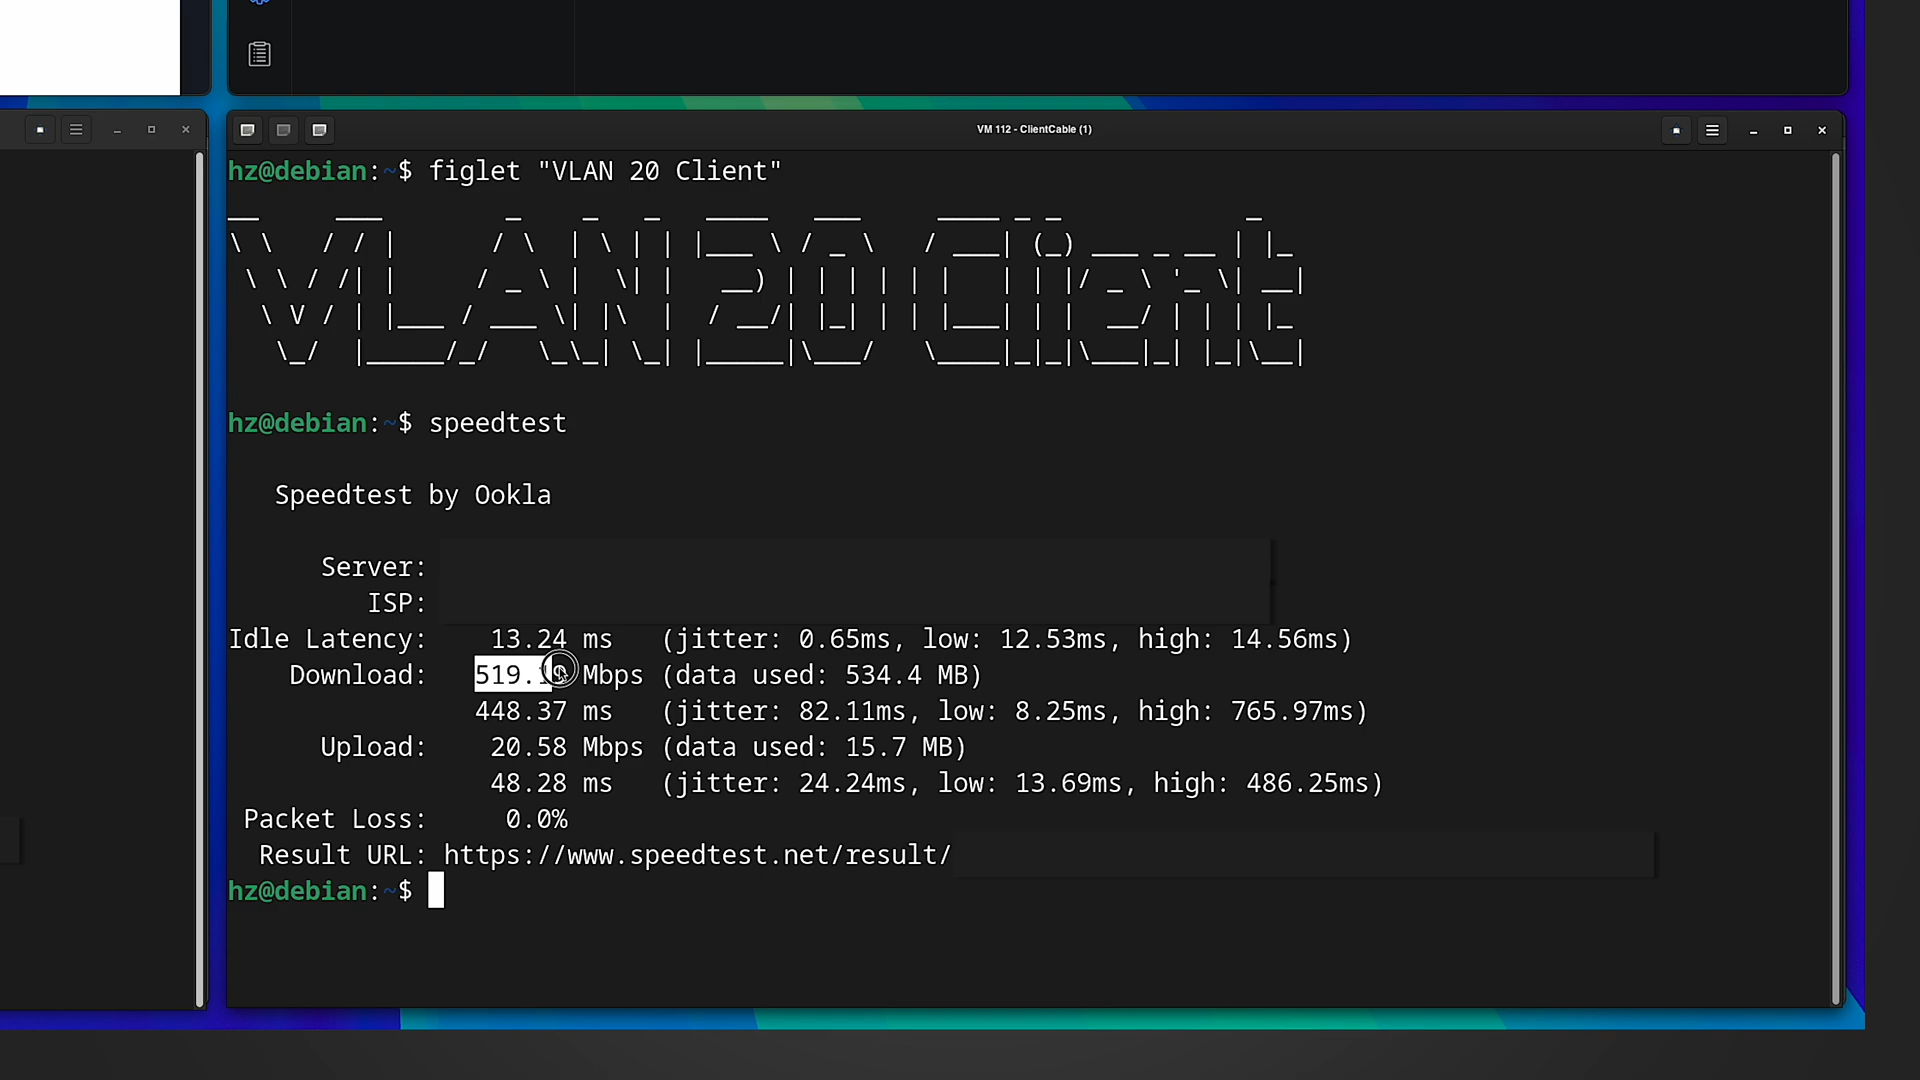 VM 112 - ClientCable (1)
hz@debian:~$ figlet "VLAN 20 Client"
VLAN 20 Client
hz@debian:~$ speedtest
Speedtest by Ookla
Server:
ISP:
Idle Latency: 13.24 ms (jitter: 0.65ms, low: 12.53ms, high: 14.56ms)
Download: Mbps (data used: 534.4 MB)
448.37 ms (jitter: 82.11ms, low: 8.25ms, high: 765.97ms)
Upload: 20.58 Mbps (data used: 15.7 MB)
48.28 ms (jitter: 24.24ms, low: 13.69ms, high: 486.25ms)
Packet Loss: 0.0%
Result URL: https://www.speedtest.net/result/
hz@debian:~$